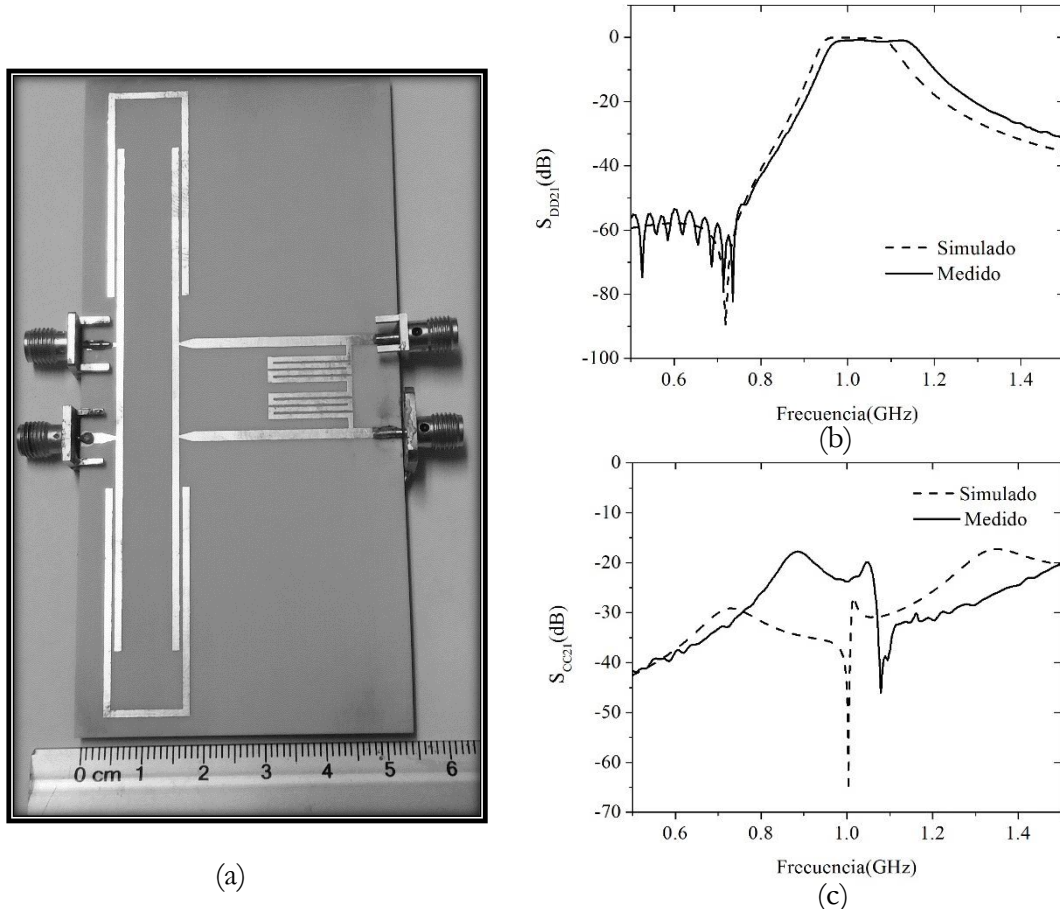 0 cm 1 2 3 4 5 6
(a)
0
-20
-40
-60
-80
-100
S_DD21(dB)
Simulado
Medido
0.6 0.8 1.0 1.2 1.4
Frecuencia(GHz)
(b)
0
-10
-20
-30
-40
-50
-60
-70
S_CC21(dB)
Simulado
Medido
0.6 0.8 1.0 1.2 1.4
Frecuencia(GHz)
(c)